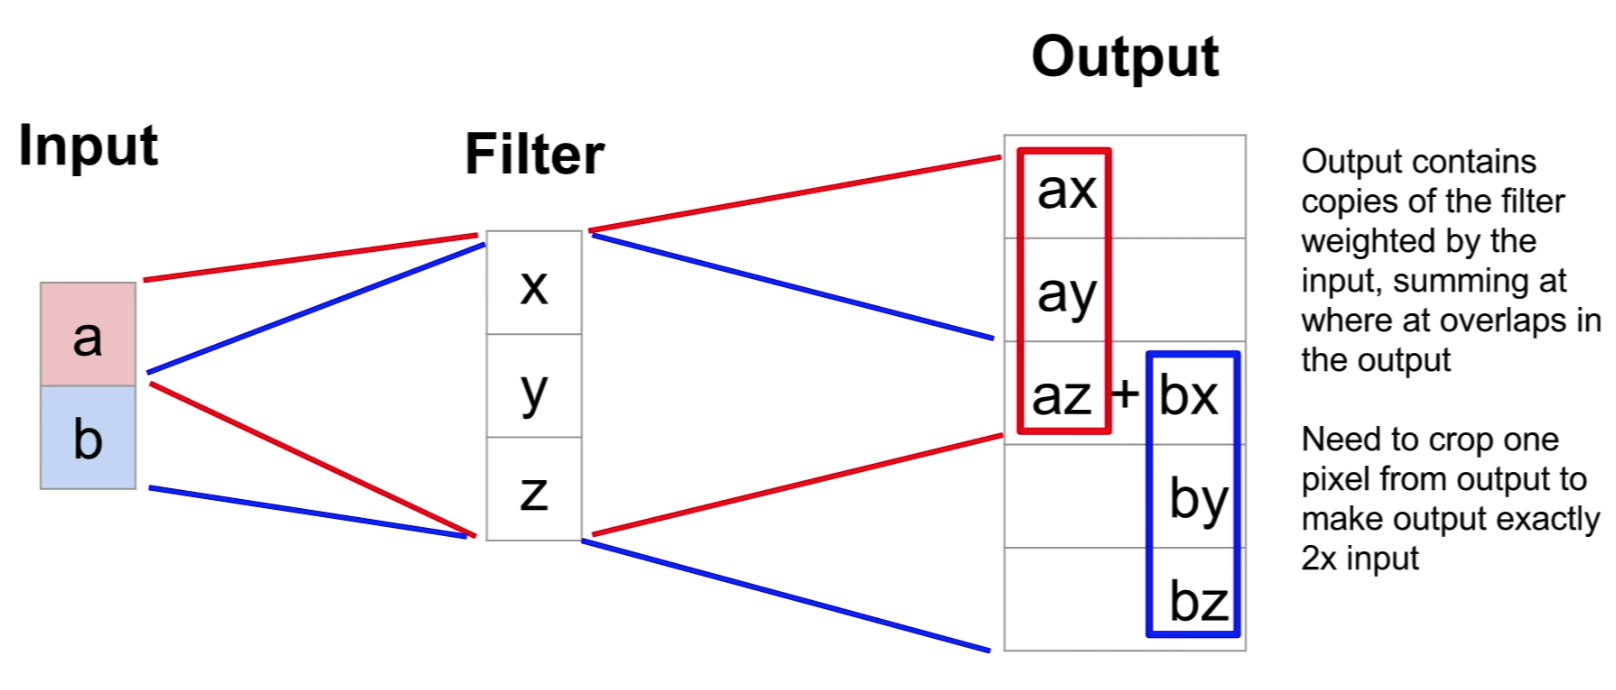 Input
Filter
Output
a
b
x
y
z
ax
ay
az + bx
by
bz
Output contains
copies of the filter
weighted by the
input, summing at
where at overlaps in
the output
Need to crop one
pixel from output to
make output exactly
2x input